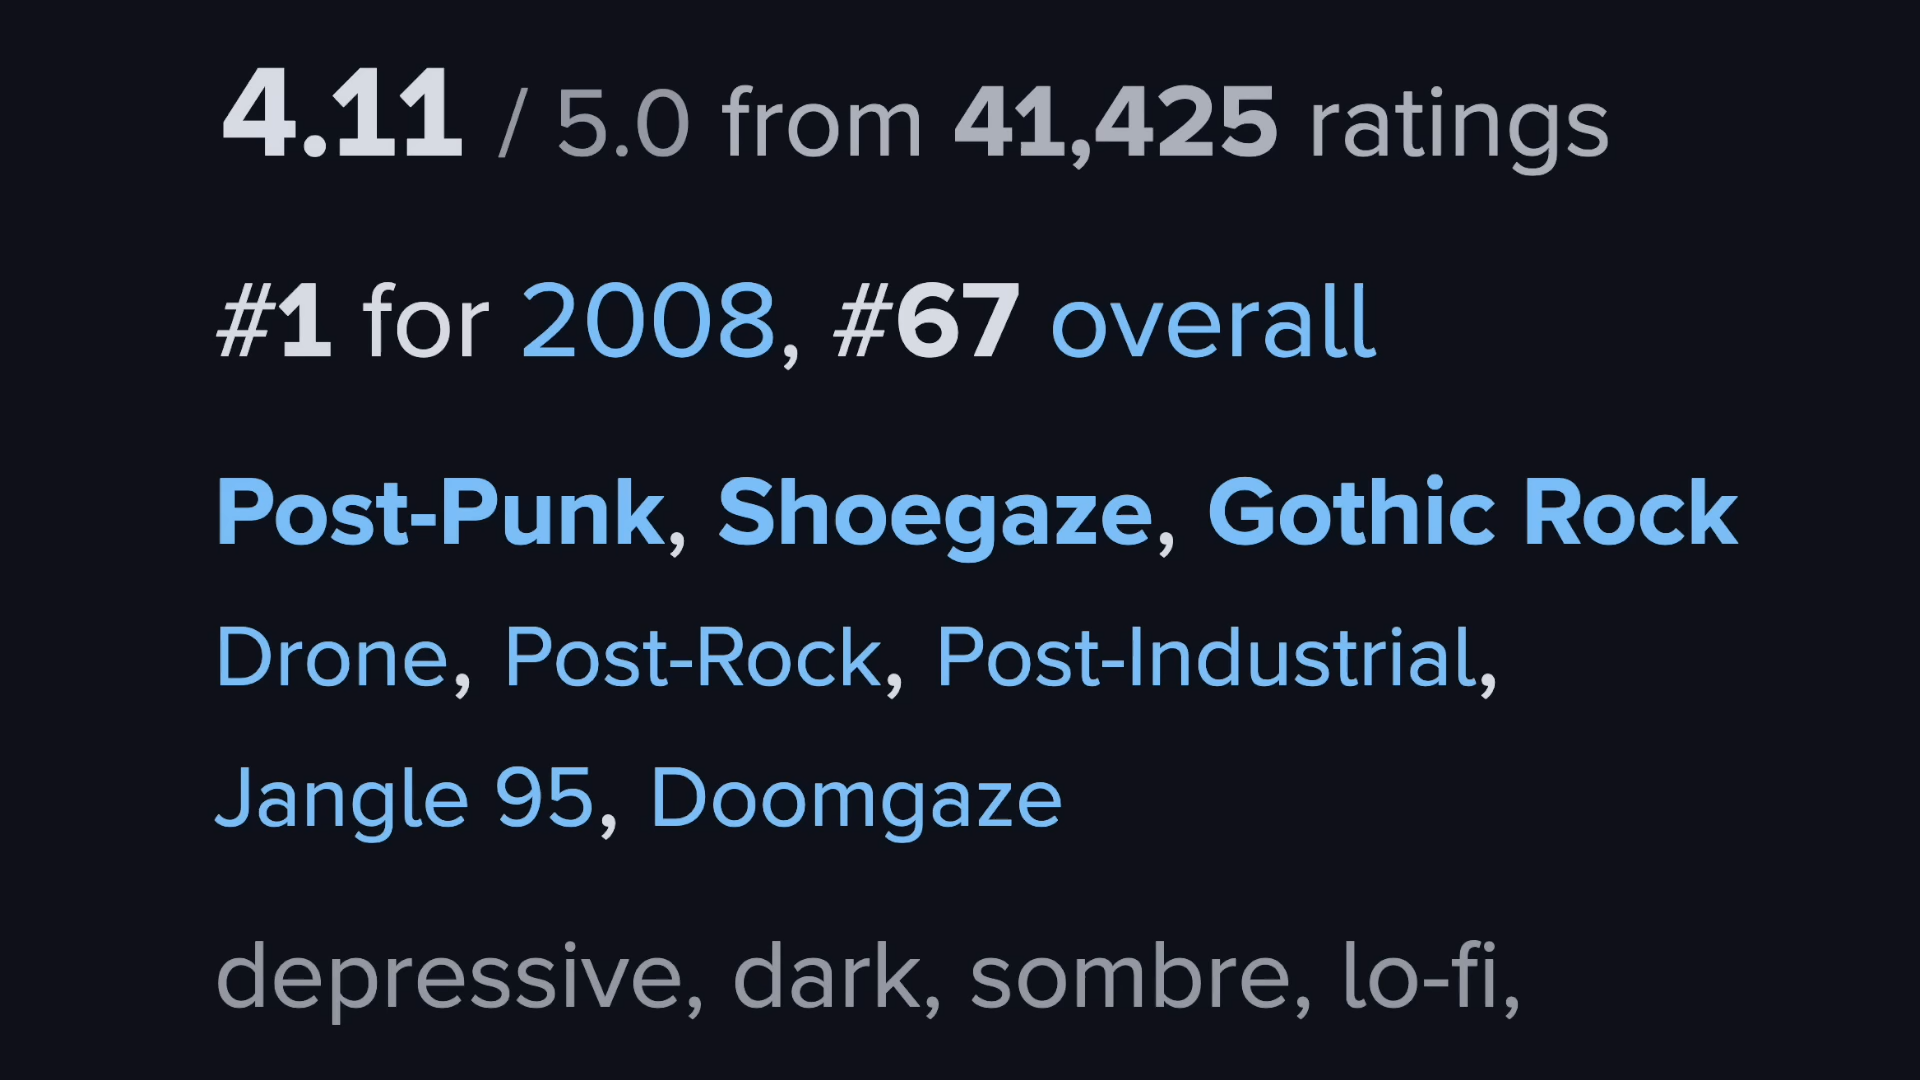 4.11 / 5.0 from 41,425 ratings
#1 for 2008, #67 overall
Post-Punk, Shoegaze, Gothic Rock
Drone, Post-Rock, Post-Industrial,
Jangle 95, Doomgaze
depressive, dark, sombre, lo-fi,